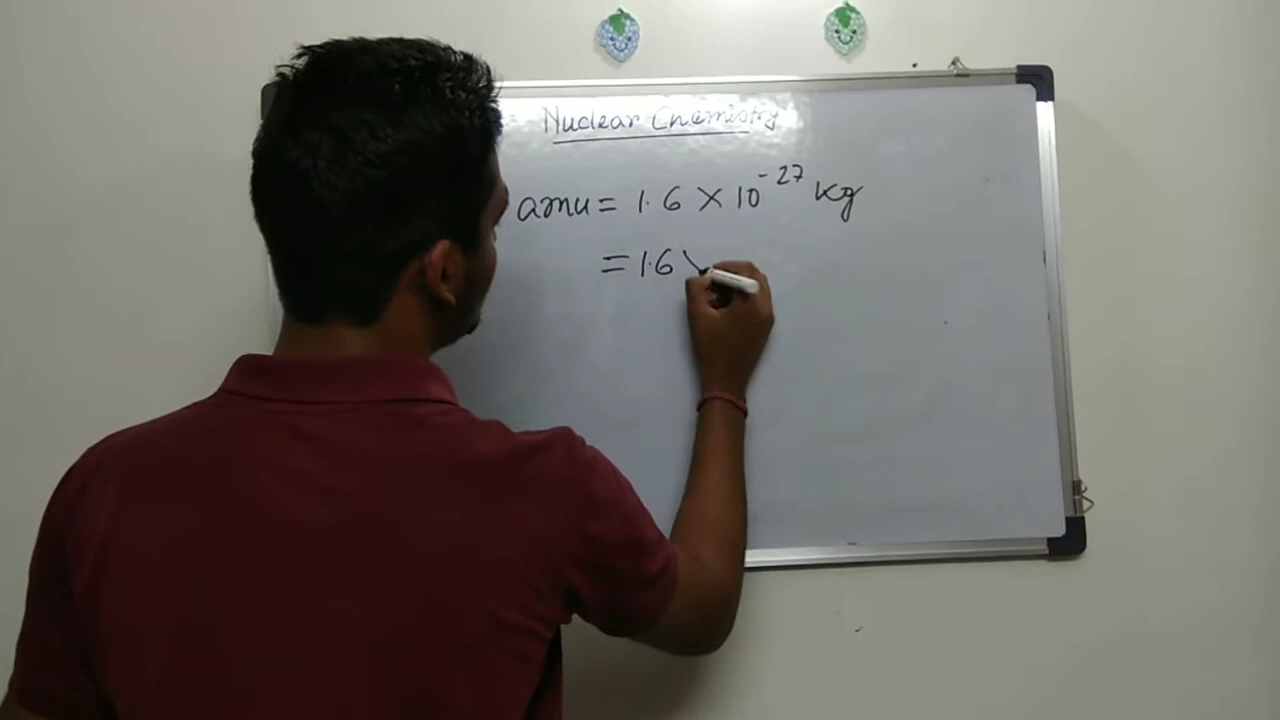 Nuclear Chemistry
amu = 1.6 × 10⁻²⁷ kg
= 1.6